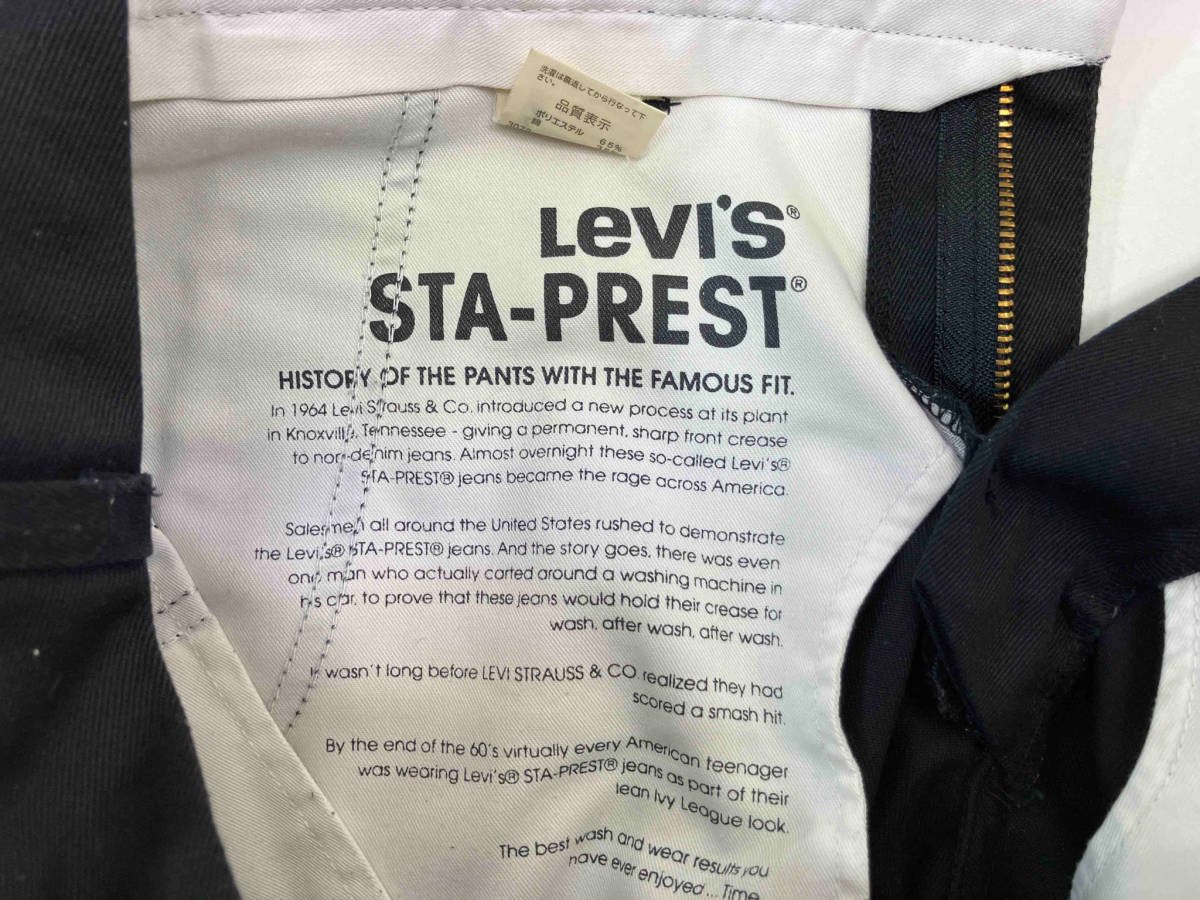 洗濯は裏返してから行なって下
さい。
品質表示
ポリエステル 65%
綿
LEVI'S®
STA-PREST®
HISTORY OF THE PANTS WITH THE FAMOUS FIT.
In 1964 Levi Strauss & Co. introduced a new process at its plant
in Knoxville, Tennessee - giving a permanent, sharp front crease
to non-denim jeans. Almost overnight these so-called Levi's®
STA-PREST® jeans became the rage across America.
Salesmen all around the United States rushed to demonstrate
the Levi's® STA-PREST® jeans. And the story goes, there was even
one man who actually carted around a washing machine in
his car, to prove that these jeans would hold their crease for
wash, after wash, after wash.
It wasn't long before LEVI STRAUSS & CO. realized they had
scored a smash hit.
By the end of the 60's virtually every American teenager
was wearing Levi's® STA-PREST® jeans as part of their
lean Ivy League look.
The best wash and wear results you
have ever enjoyed... Time